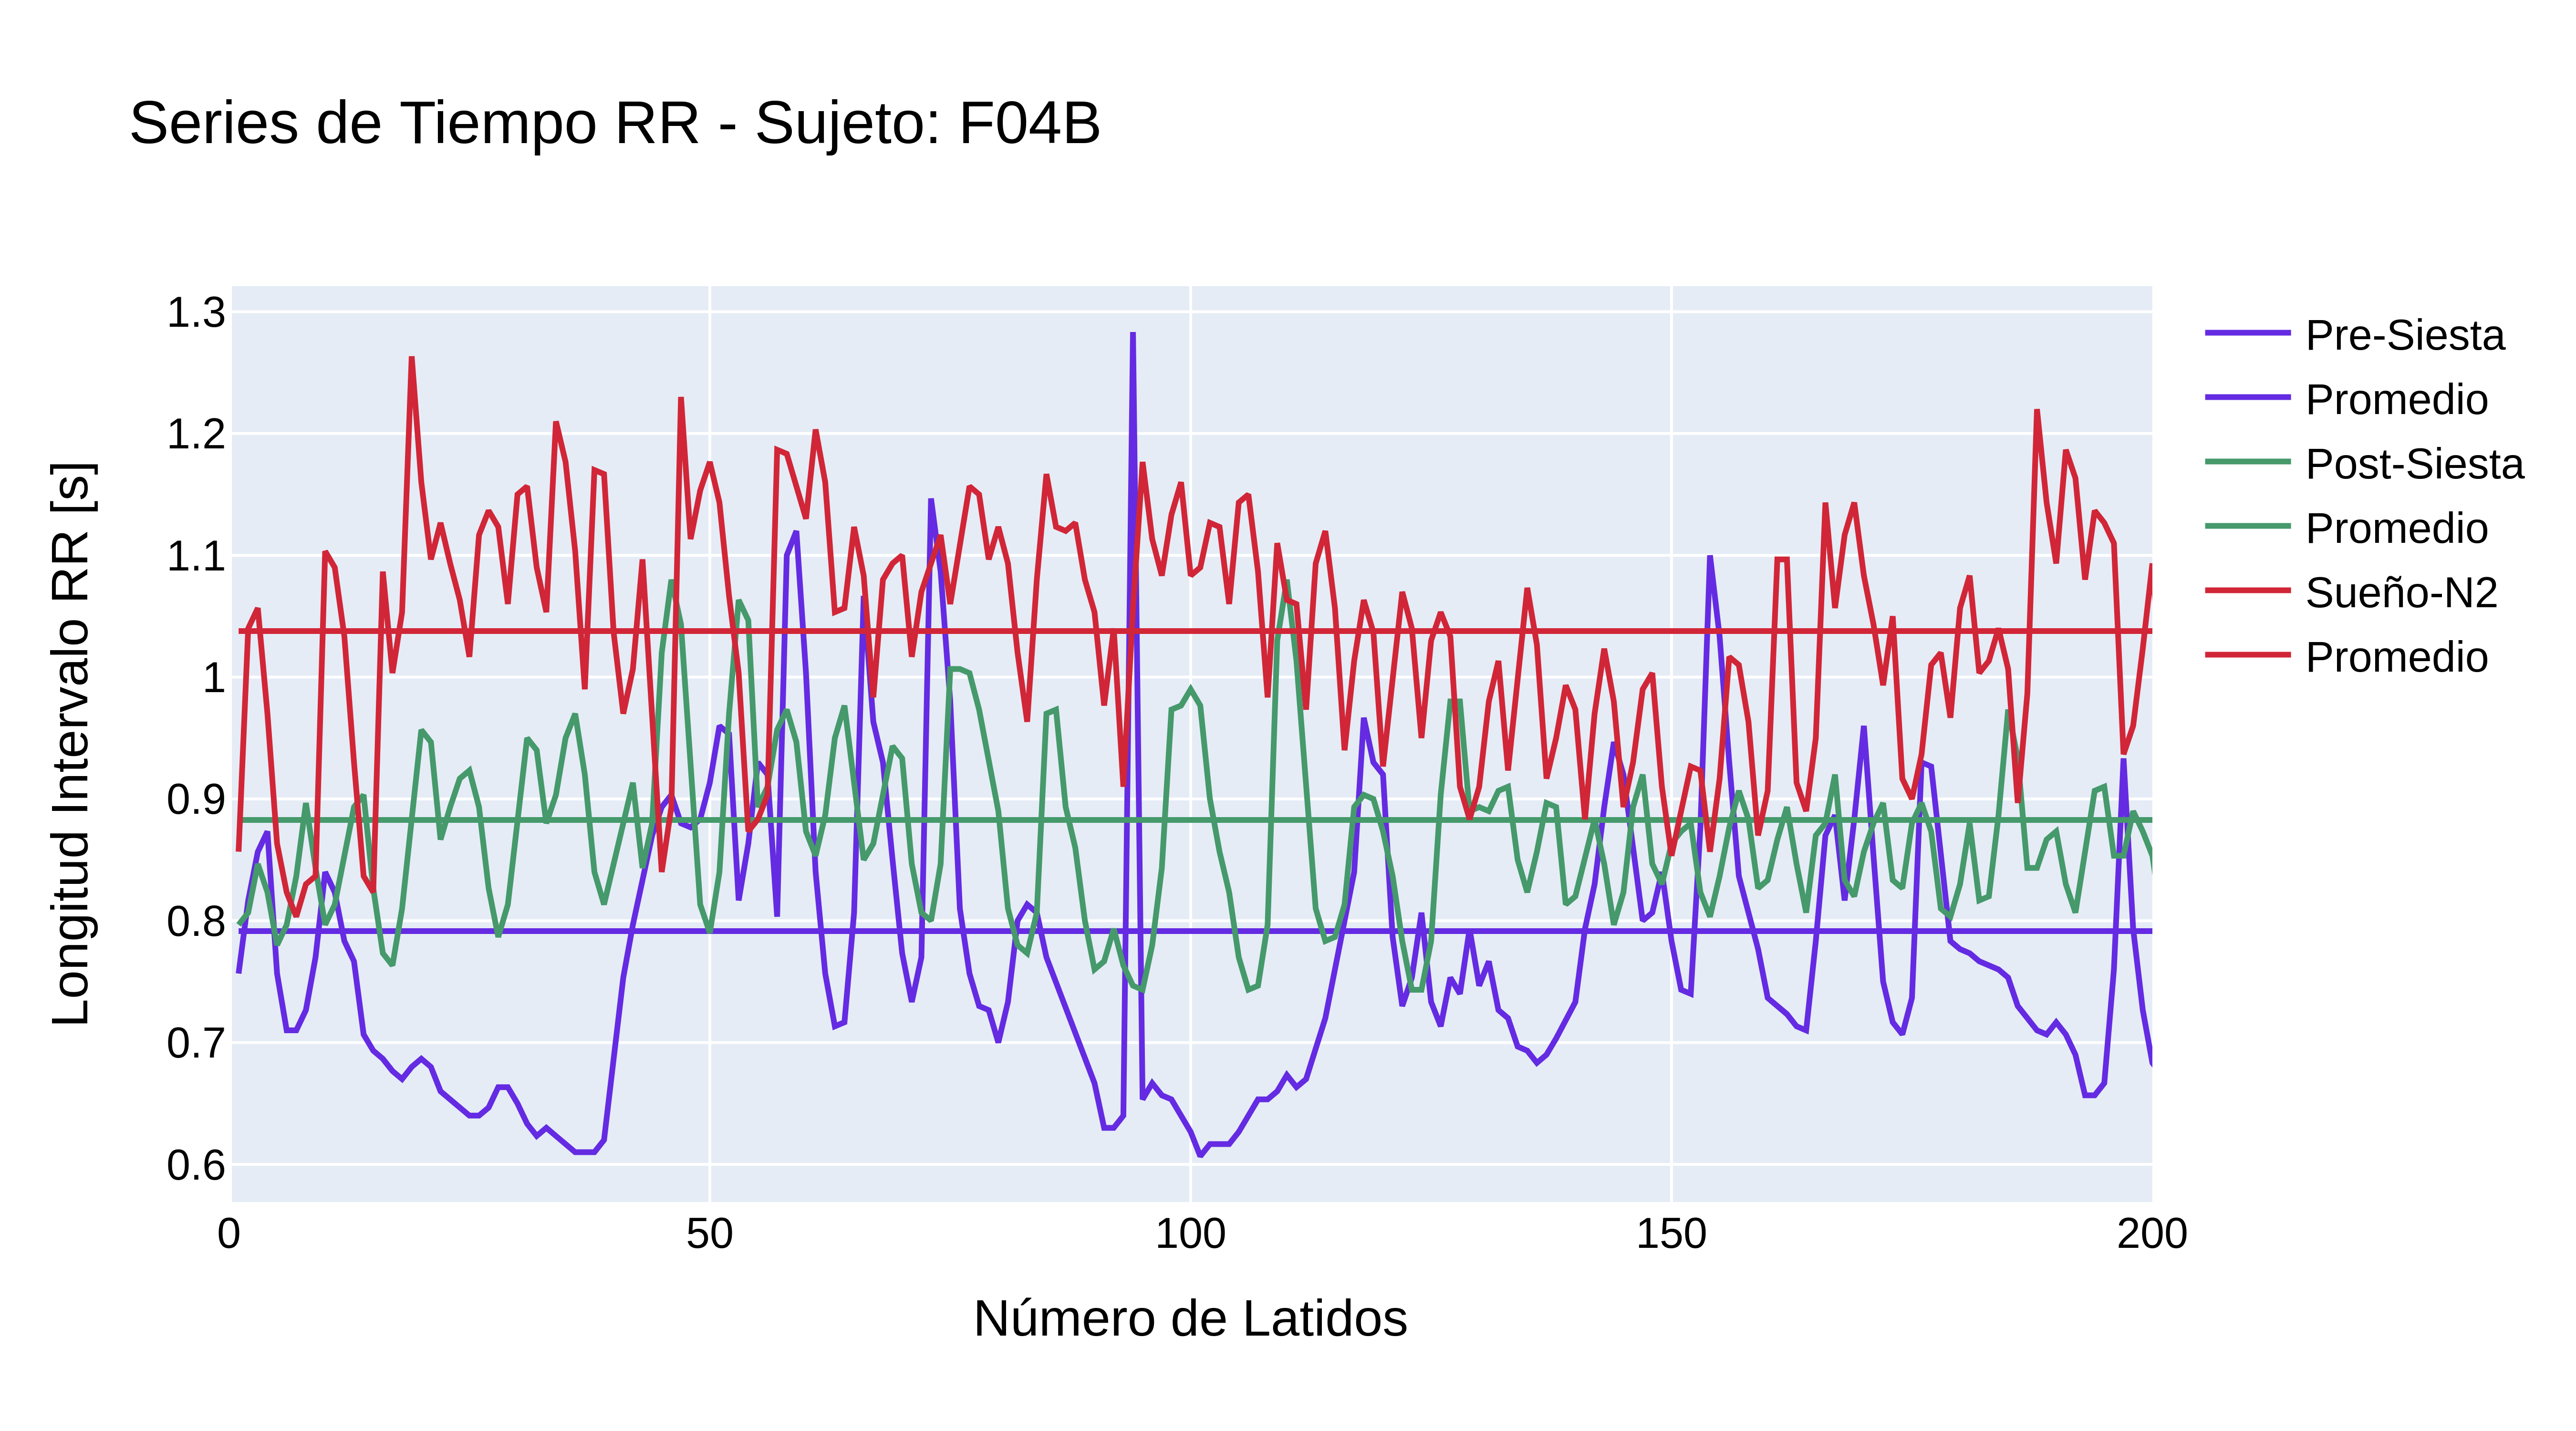 Series de Tiempo RR - Sujeto: F04B
Longitud Intervalo RR [s]
1.3
1.2
1.1
1
0.9
0.8
0.7
0.6
0
50
100
150
200
Número de Latidos
Pre-Siesta
Promedio
Post-Siesta
Promedio
Sueño-N2
Promedio